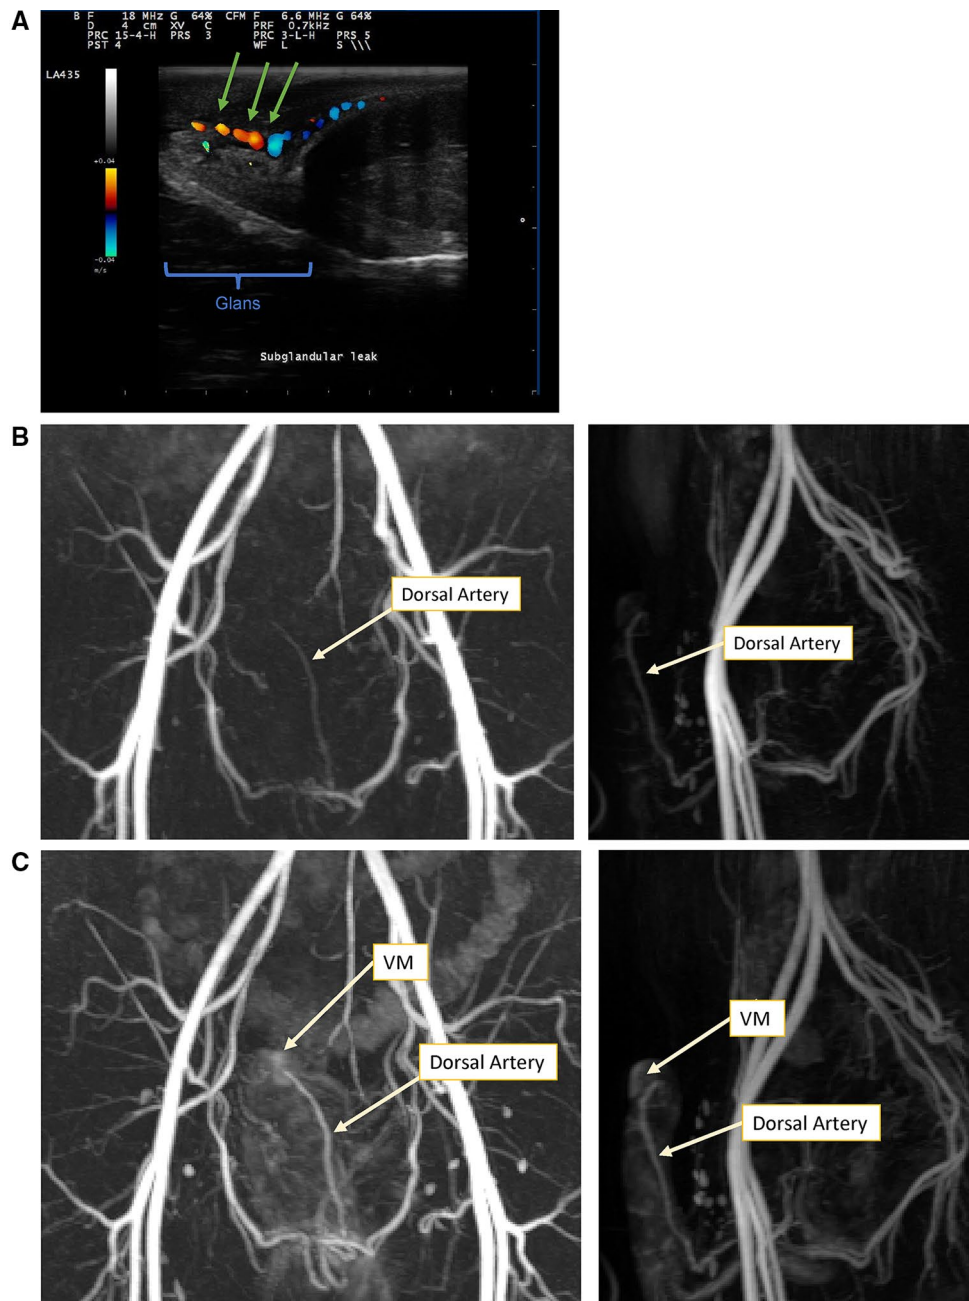 A
B F 18 MHz G 64% CFM F 6.6 MHz G 64%
D 4 cm XV C PRF 0.7kHz
PRC 15-4-H PRS 3 PRC 3-L-H PRS 5
PST 4 WF L S \\\
LA435
+0.04
-0.04
m/s
Glans
Subglandular leak
B
Dorsal Artery
Dorsal Artery
C
VM
Dorsal Artery
VM
Dorsal Artery